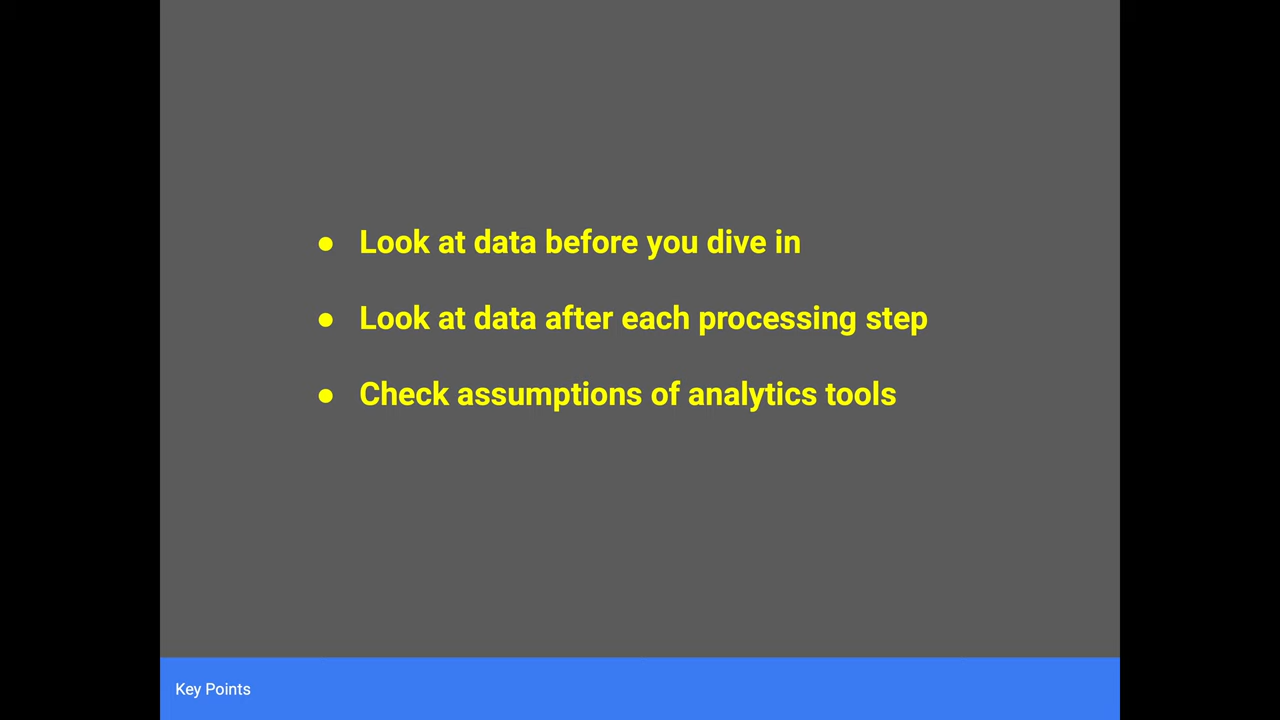 ● Look at data before you dive in
● Look at data after each processing step
● Check assumptions of analytics tools
Key Points